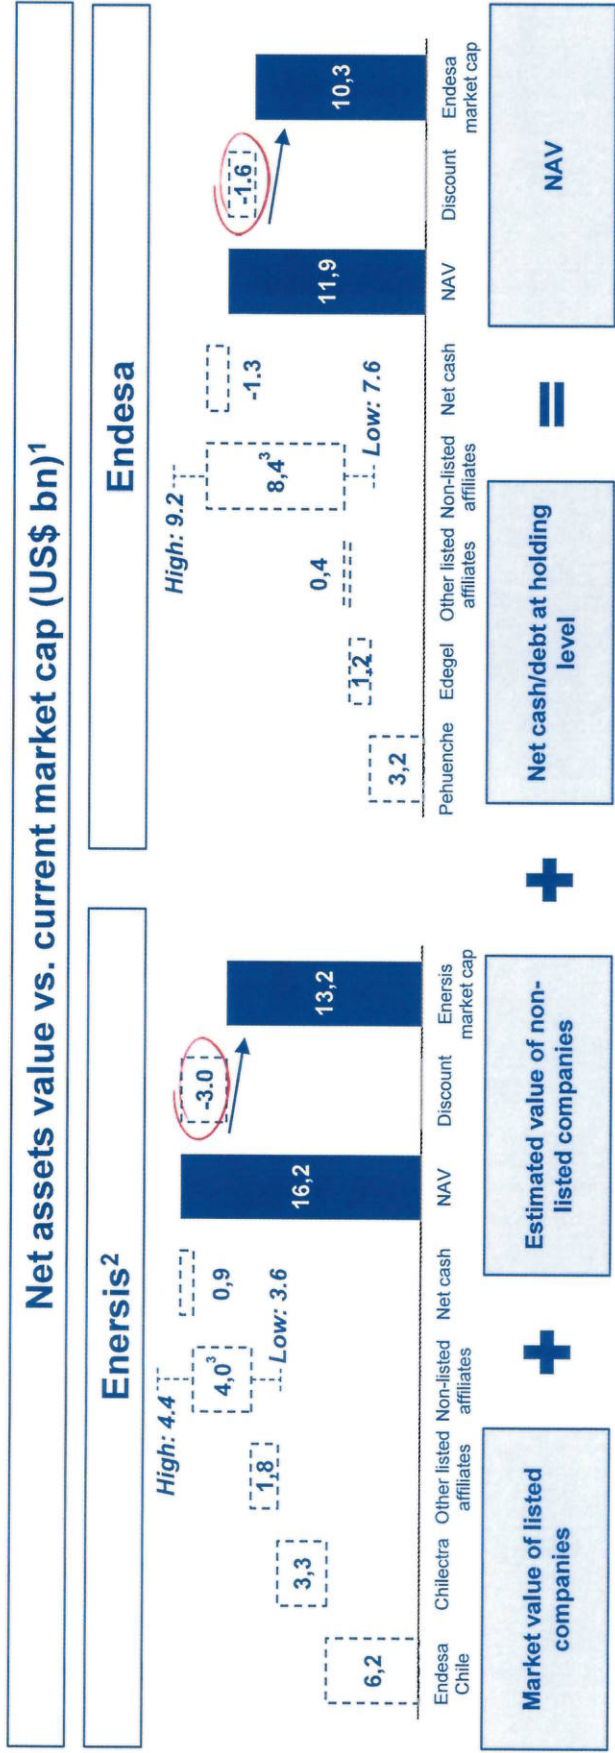 Net assets value vs. current market cap (US$ bn)¹
Enersis²
High: 4.4
6,2
3,3
1,8
4,0³
Low: 3.6
0,9
16,2
-3.0
13,2
Endesa
Chile
Chilectra
Other listed
affiliates
Non-listed
affiliates
Net cash
NAV
Discount
Enersis
market cap
Endesa
High: 9.2
3,2
1,2
0,4
8,4³
Low: 7.6
-1.3
11,9
-1.6
10,3
Pehuenche
Edegel
Other listed
affiliates
Non-listed
affiliates
Net cash
NAV
Discount
Endesa
market cap
Market value of listed
companies
+
Estimated value of non-
listed companies
+
Net cash/debt at holding
level
=
NAV